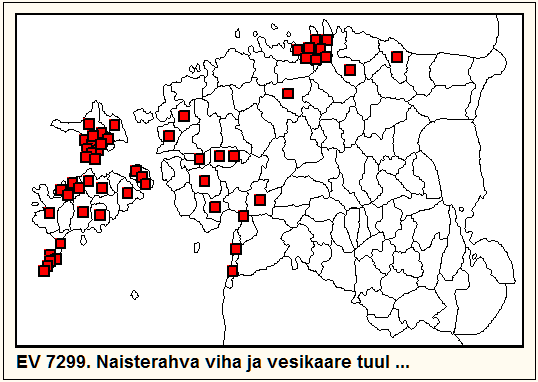 EV 7299. Naisterahva viha ja vesikaare tuul ...